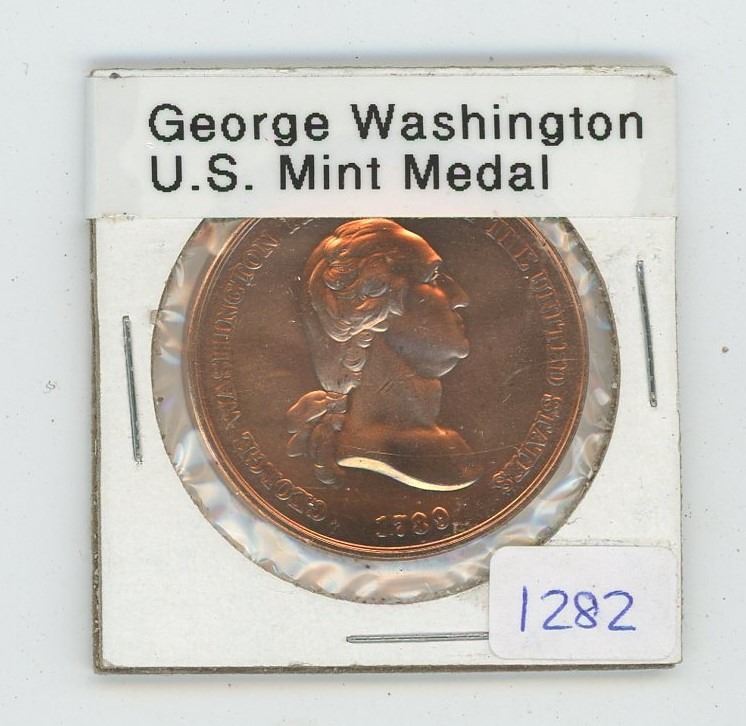 George Washington
U.S. Mint Medal
GEORGE WASHINGTON THE UNITED STATES
1789
1282